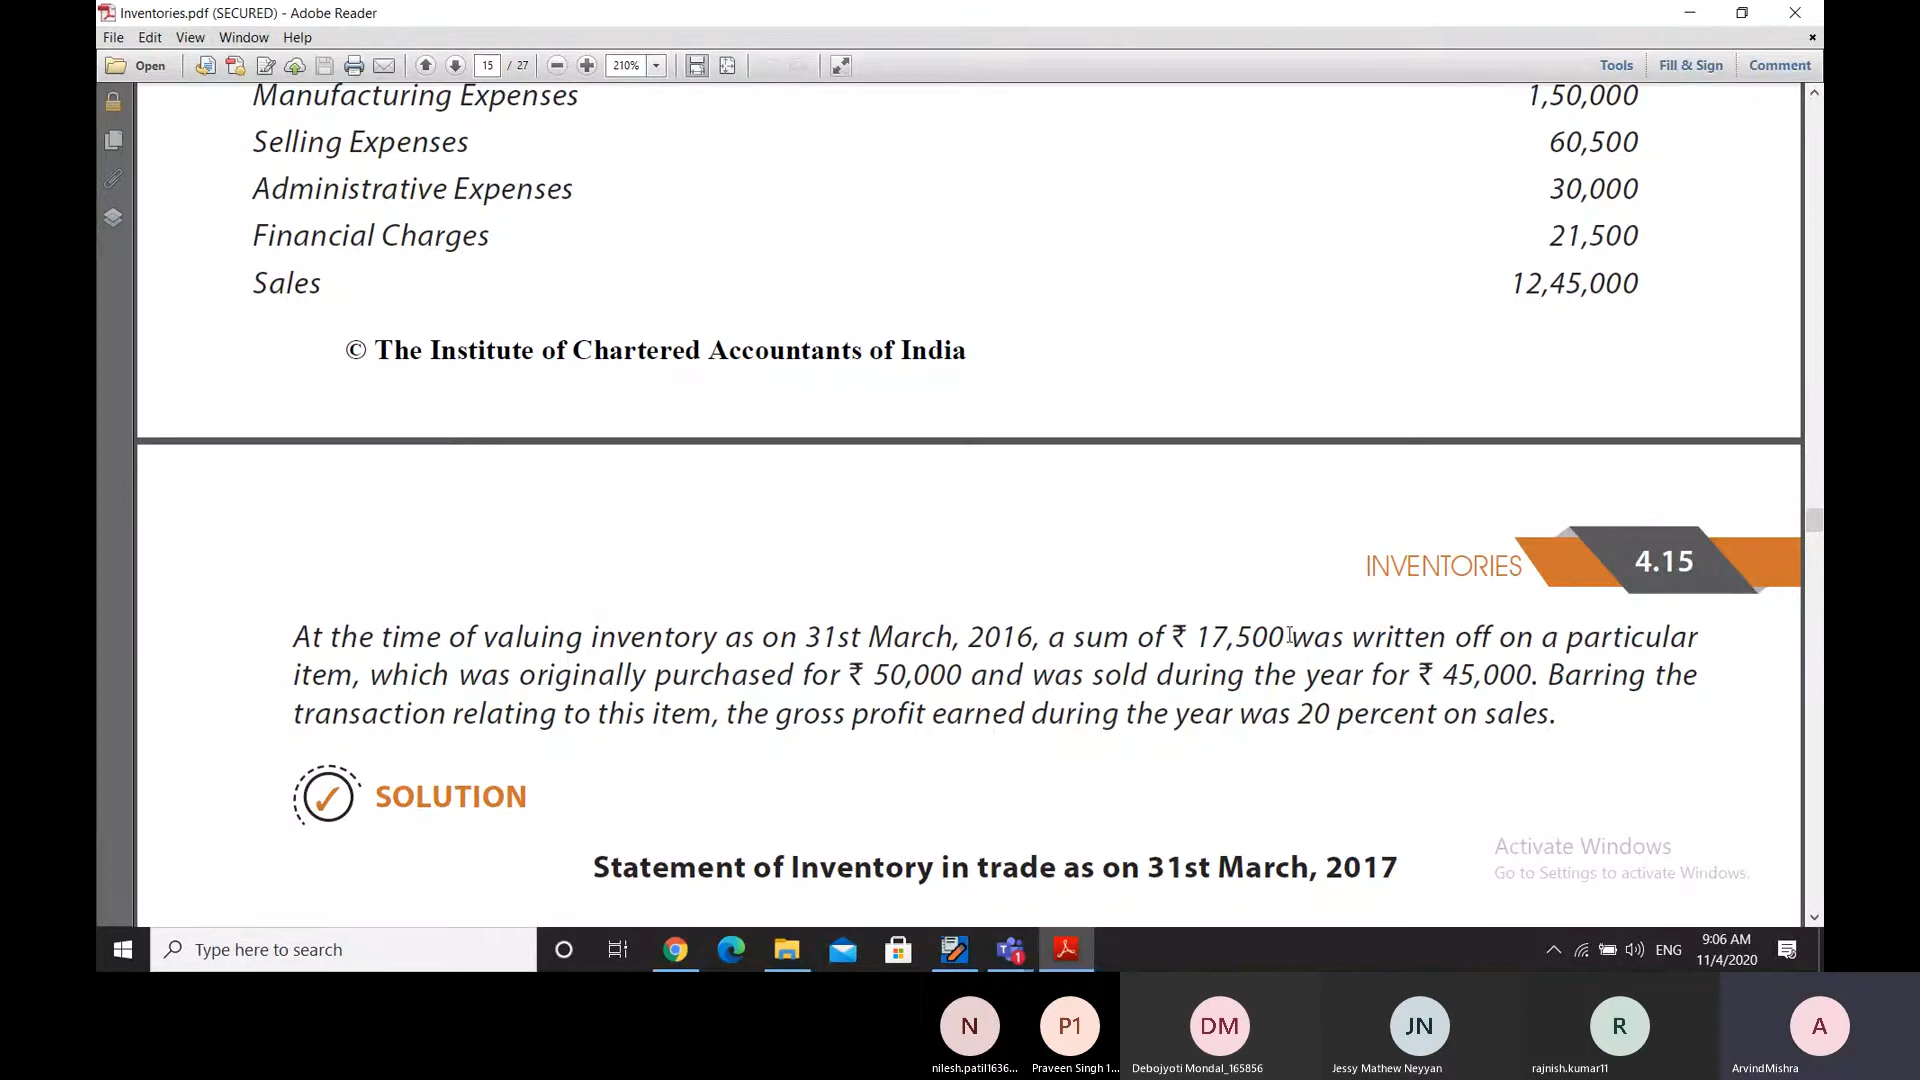 Inventories.pdf (SECURED) - Adobe Reader
File Edit View Window Help
Open 15 / 27 210% Tools Fill & Sign Comment
Manufacturing Expenses 1,50,000
Selling Expenses 60,500
Administrative Expenses 30,000
Financial Charges 21,500
Sales 12,45,000
© The Institute of Chartered Accountants of India
INVENTORIES 4.15
At the time of valuing inventory as on 31st March, 2016, a sum of ₹ 17,500 was written off on a particular
item, which was originally purchased for ₹ 50,000 and was sold during the year for ₹ 45,000. Barring the
transaction relating to this item, the gross profit earned during the year was 20 percent on sales.
SOLUTION
Statement of Inventory in trade as on 31st March, 2017
Activate Windows
Go to Settings to activate Windows.
Type here to search
1
ENG
9:06 AM
11/4/2020
N P1 DM JN R A
nilesh.patil1636... Praveen Singh 1... Debojyoti Mondal_165856 Jessy Mathew Neyyan rajnish.kumar11 ArvindMishra